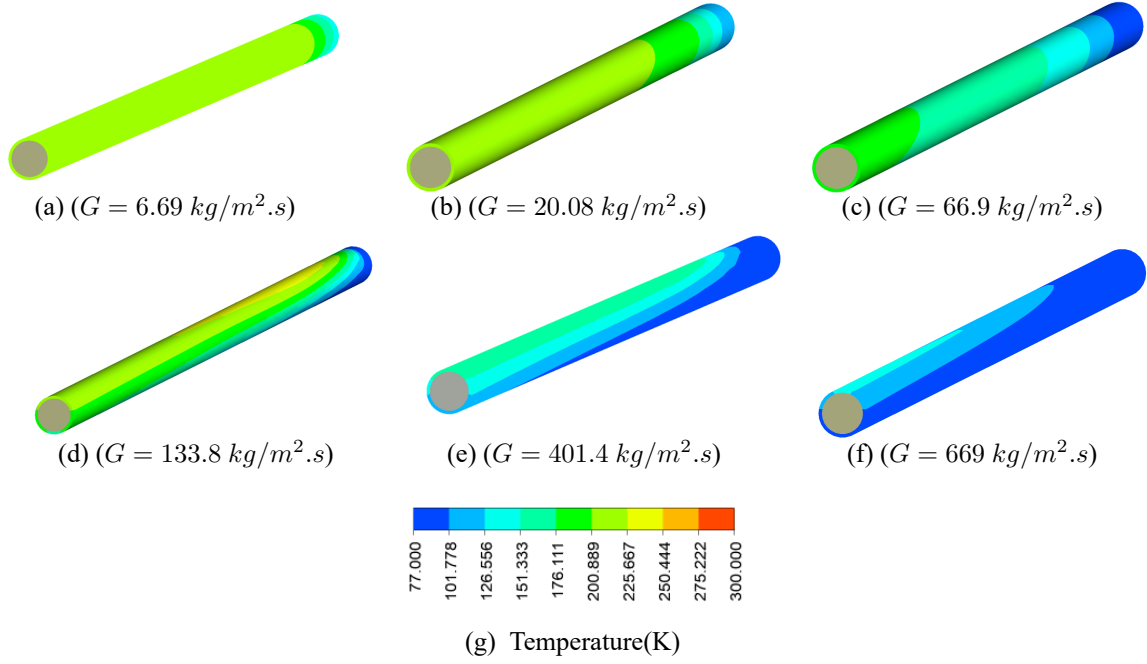 (a) (G = 6.69 kg/m².s)
(b) (G = 20.08 kg/m².s)
(c) (G = 66.9 kg/m².s)
(d) (G = 133.8 kg/m².s)
(e) (G = 401.4 kg/m².s)
(f) (G = 669 kg/m².s)
77.000
101.778
126.556
151.333
176.111
200.889
225.667
250.444
275.222
300.000
(g) Temperature(K)